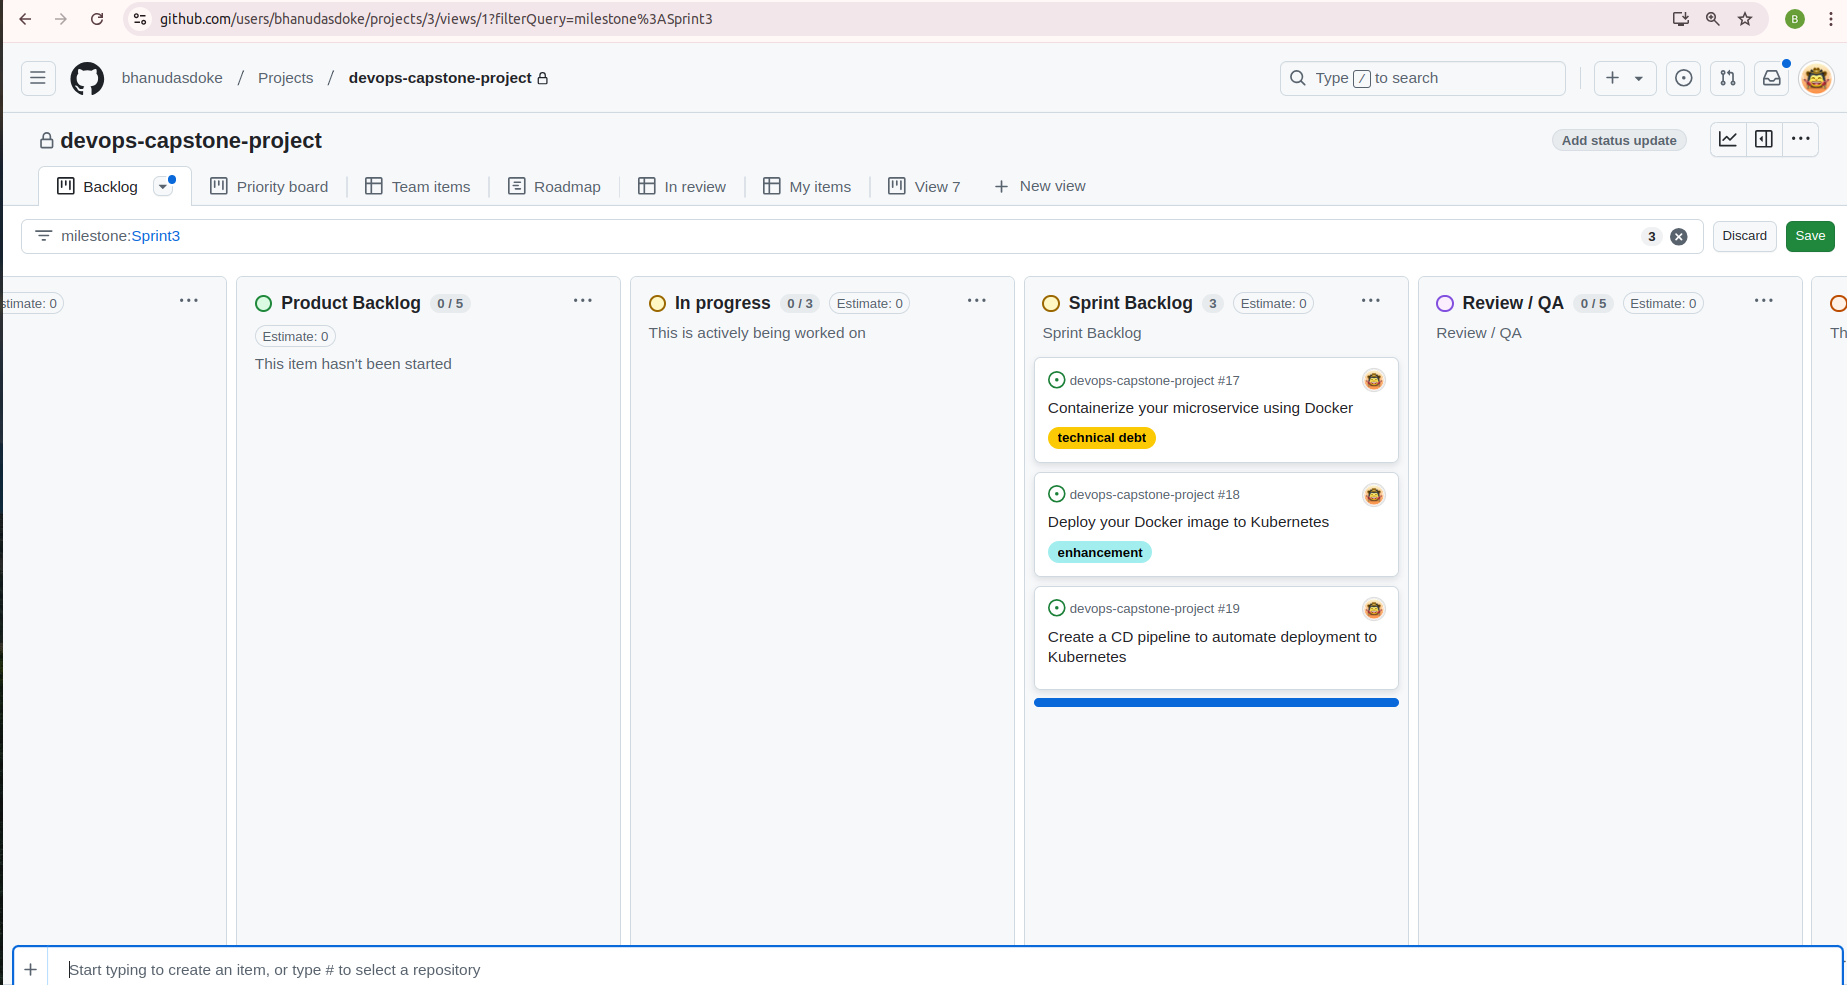 github.com/users/bhanudasdoke/projects/3/views/1?filterQuery=milestone%3ASprint3
B
bhanudasdoke / Projects / devops-capstone-project
Type / to search
devops-capstone-project
Add status update
Backlog
Priority board
Team items
Roadmap
In review
My items
View 7
New view
milestone:Sprint3
3
Discard
Save
stimate: 0
Product Backlog 0 / 5
Estimate: 0
This item hasn't been started
In progress 0 / 3 Estimate: 0
This is actively being worked on
Sprint Backlog 3 Estimate: 0
Sprint Backlog
devops-capstone-project #17
Containerize your microservice using Docker
technical debt
devops-capstone-project #18
Deploy your Docker image to Kubernetes
enhancement
devops-capstone-project #19
Create a CD pipeline to automate deployment to
Kubernetes
Review / QA 0 / 5 Estimate: 0
Review / QA
Th
Start typing to create an item, or type # to select a repository